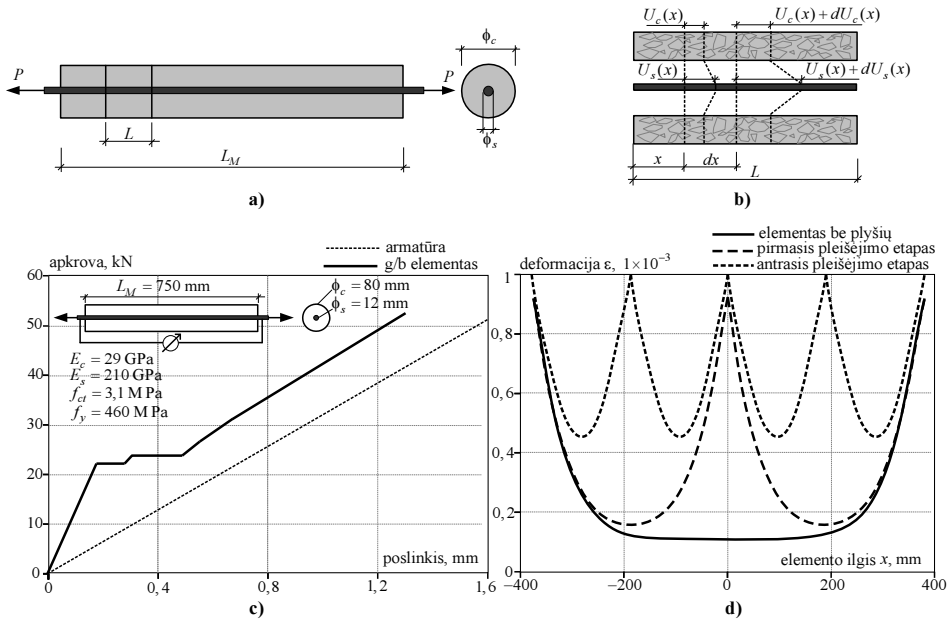 P
P
L
L_M
ϕ_c
ϕ_s
a)
U_c(x)
U_c(x) + dU_c(x)
U_s(x)
U_s(x) + dU_s(x)
x
dx
L
b)
apkrova, kN
armatūra
g/b elementas
60
50
40
30
20
10
0
L_M = 750 mm
ϕ_c = 80 mm
ϕ_s = 12 mm
E_c = 29 GPa
E_s = 210 GPa
f_ct = 3,1 M Pa
f_y = 460 M Pa
poslinkis, mm
0
0,4
0,8
1,2
1,6
c)
elementas be plyšių
pirmasis pleišėjimo etapas
antrasis pleišėjimo etapas
deformacija ε, 1×10⁻³
1
0,8
0,6
0,4
0,2
0
elemento ilgis x, mm
−400
−200
0
200
400
d)